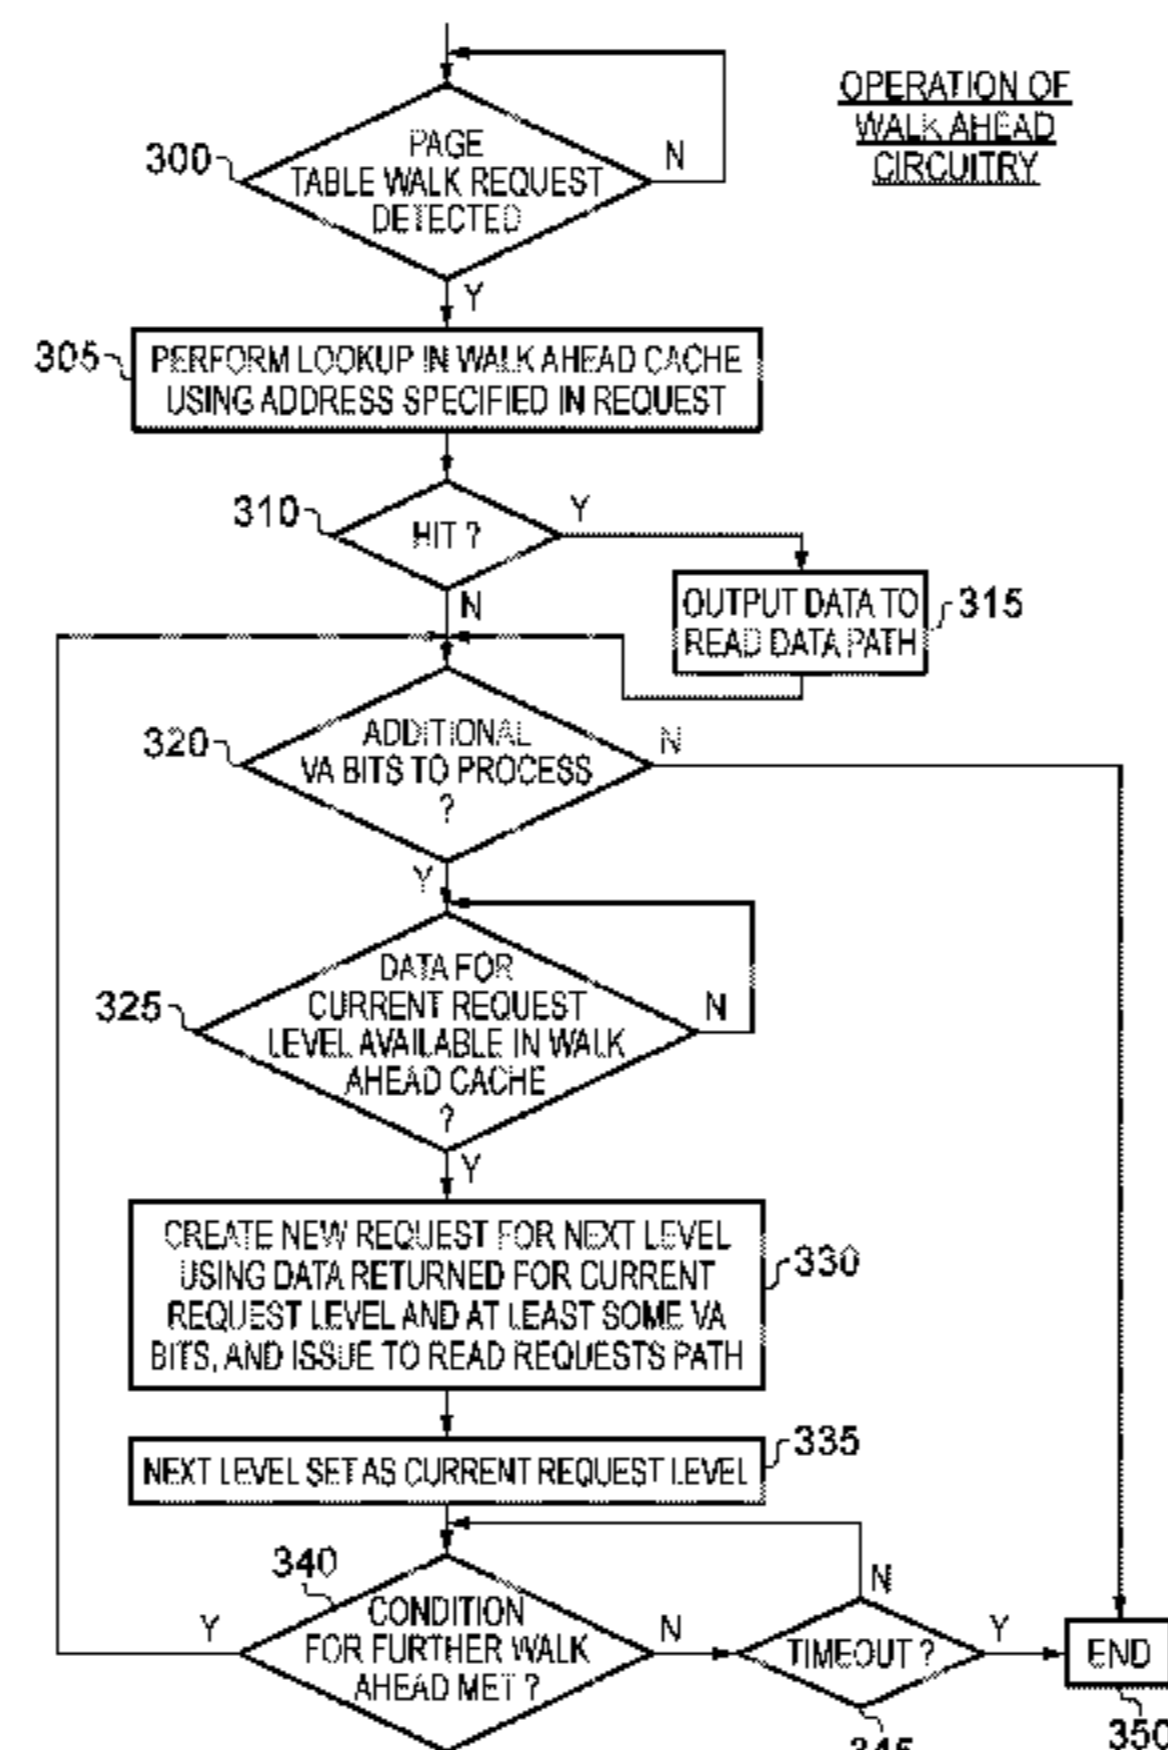 OPERATION OF
WALK AHEAD
CIRCUITRY
300
PAGE
TABLE WALK REQUEST
DETECTED
N
Y
305
PERFORM LOOKUP IN WALK AHEAD CACHE
USING ADDRESS SPECIFIED IN REQUEST
310
HIT ?
Y
N
OUTPUT DATA TO
READ DATA PATH
315
320
ADDITIONAL
VA BITS TO PROCESS
?
N
Y
325
DATA FOR
CURRENT REQUEST
LEVEL AVAILABLE IN WALK
AHEAD CACHE
?
N
Y
CREATE NEW REQUEST FOR NEXT LEVEL
USING DATA RETURNED FOR CURRENT
REQUEST LEVEL AND AT LEAST SOME VA
BITS, AND ISSUE TO READ REQUESTS PATH
330
NEXT LEVEL SET AS CURRENT REQUEST LEVEL
335
340
CONDITION
FOR FURTHER WALK
AHEAD MET ?
Y
N
TIMEOUT ?
N
Y
END
345
350